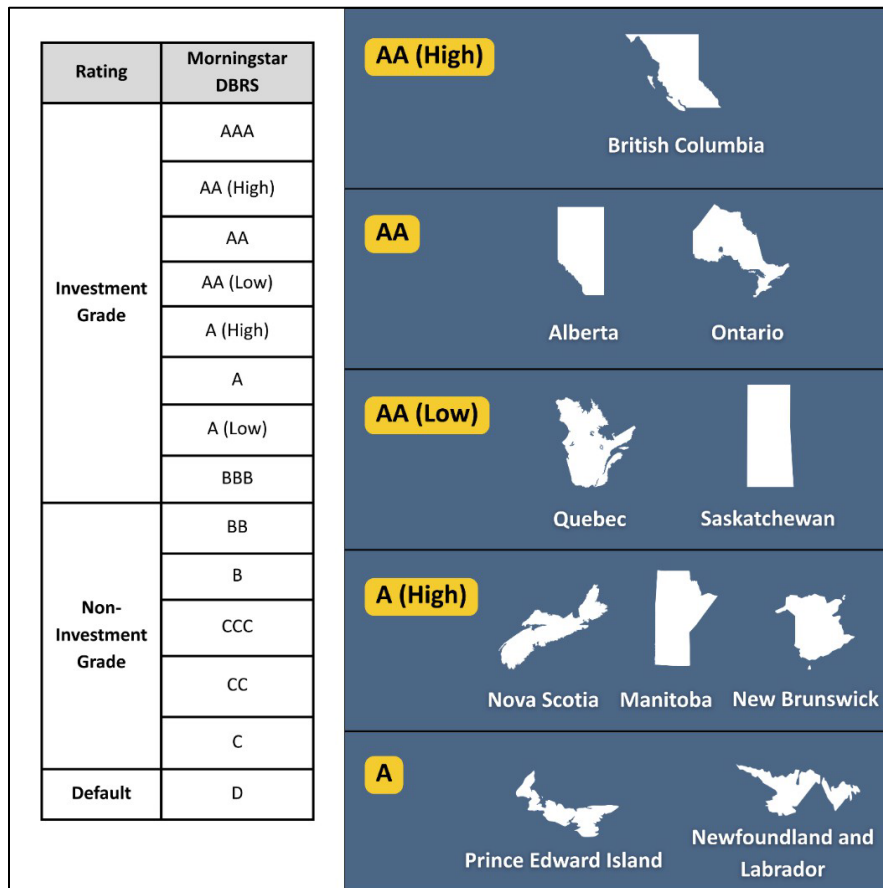 Rating
Morningstar
DBRS
Investment
Grade
AAA
AA (High)
AA
AA (Low)
A (High)
A
A (Low)
BBB
Non-
Investment
Grade
BB
B
CCC
CC
C
Default
D
AA (High)
British Columbia
AA
Alberta
Ontario
AA (Low)
Quebec
Saskatchewan
A (High)
Nova Scotia
Manitoba
New Brunswick
A
Prince Edward Island
Newfoundland and
Labrador